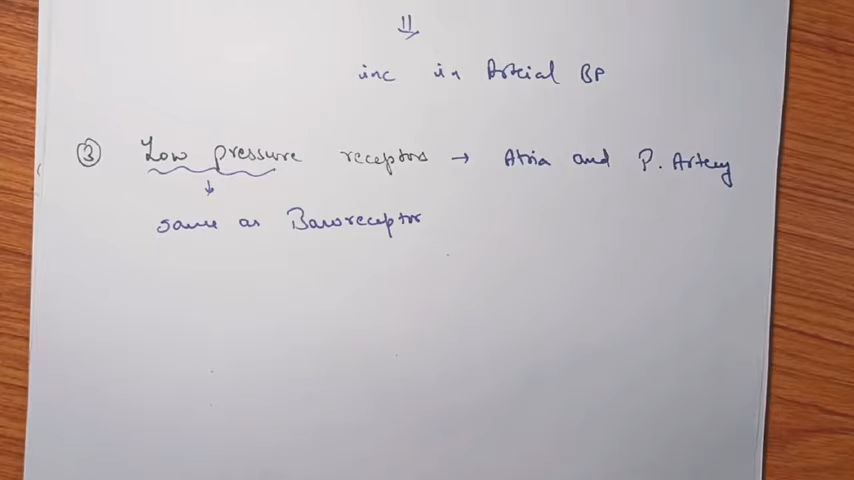 ⇓
inc in Arterial BP
③ Low pressure receptors → Atria and P. Artery
↓
same as Baroreceptor